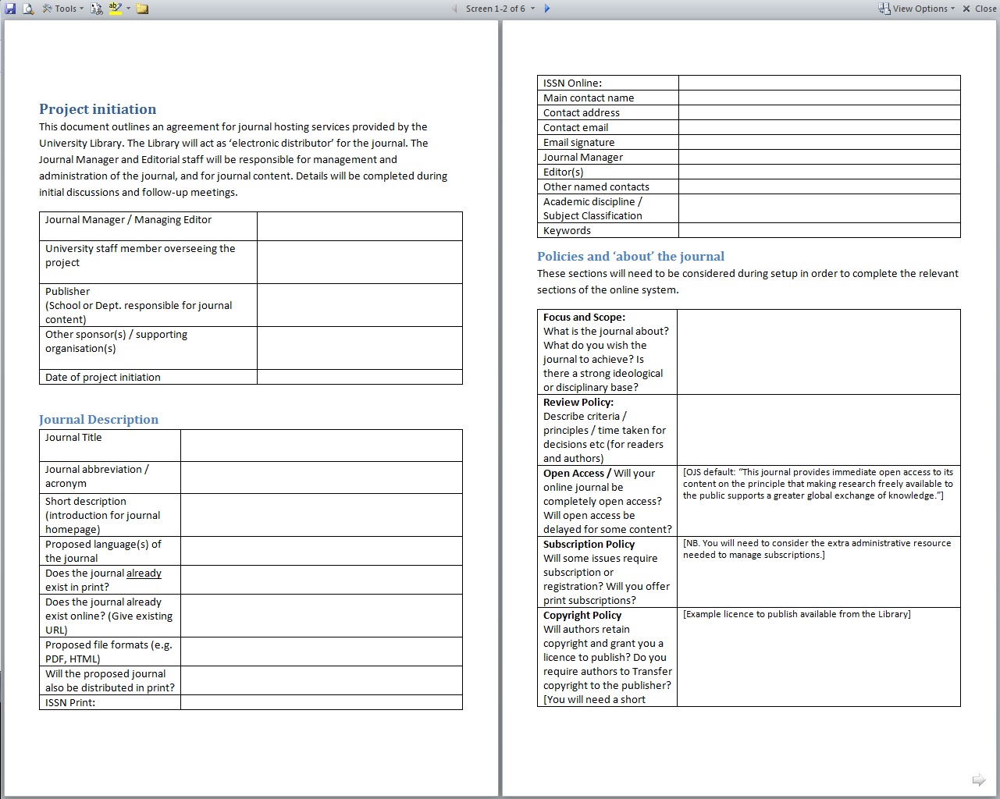 Tools
Screen 1-2 of 6
View Options
Close
Project initiation
This document outlines an agreement for journal hosting services provided by the
University Library. The Library will act as ‘electronic distributor’ for the journal. The
Journal Manager and Editorial staff will be responsible for management and
administration of the journal, and for journal content. Details will be completed during
initial discussions and follow-up meetings.
Journal Manager / Managing Editor
University staff member overseeing the
project
Publisher
(School or Dept. responsible for journal
content)
Other sponsor(s) / supporting
organisation(s)
Date of project initiation
Journal Description
Journal Title
Journal abbreviation /
acronym
Short description
(introduction for journal
homepage)
Proposed language(s) of
the journal
Does the journal already
exist in print?
Does the journal already
exist online? (Give existing
URL)
Proposed file formats (e.g.
PDF, HTML)
Will the proposed journal
also be distributed in print?
ISSN Print:
ISSN Online:
Main contact name
Contact address
Contact email
Email signature
Journal Manager
Editor(s)
Other named contacts
Academic discipline /
Subject Classification
Keywords
Policies and ‘about’ the journal
These sections will need to be considered during setup in order to complete the relevant
sections of the online system.
Focus and Scope:
What is the journal about?
What do you wish the
journal to achieve? Is
there a strong ideological
or disciplinary base?
Review Policy:
Describe criteria /
principles / time taken for
decisions etc (for readers
and authors)
Open Access / Will your
online journal be
completely open access?
Will open access be
delayed for some content?
[OJS default: “This journal provides immediate open access to its
content on the principle that making research freely available to
the public supports a greater global exchange of knowledge.”]
Subscription Policy
Will some issues require
subscription or
registration? Will you offer
print subscriptions?
[NB. You will need to consider the extra administrative resource
needed to manage subscriptions.]
Copyright Policy
Will authors retain
copyright and grant you a
licence to publish? Do you
require authors to Transfer
copyright to the publisher?
[You will need a short
[Example licence to publish available from the Library]